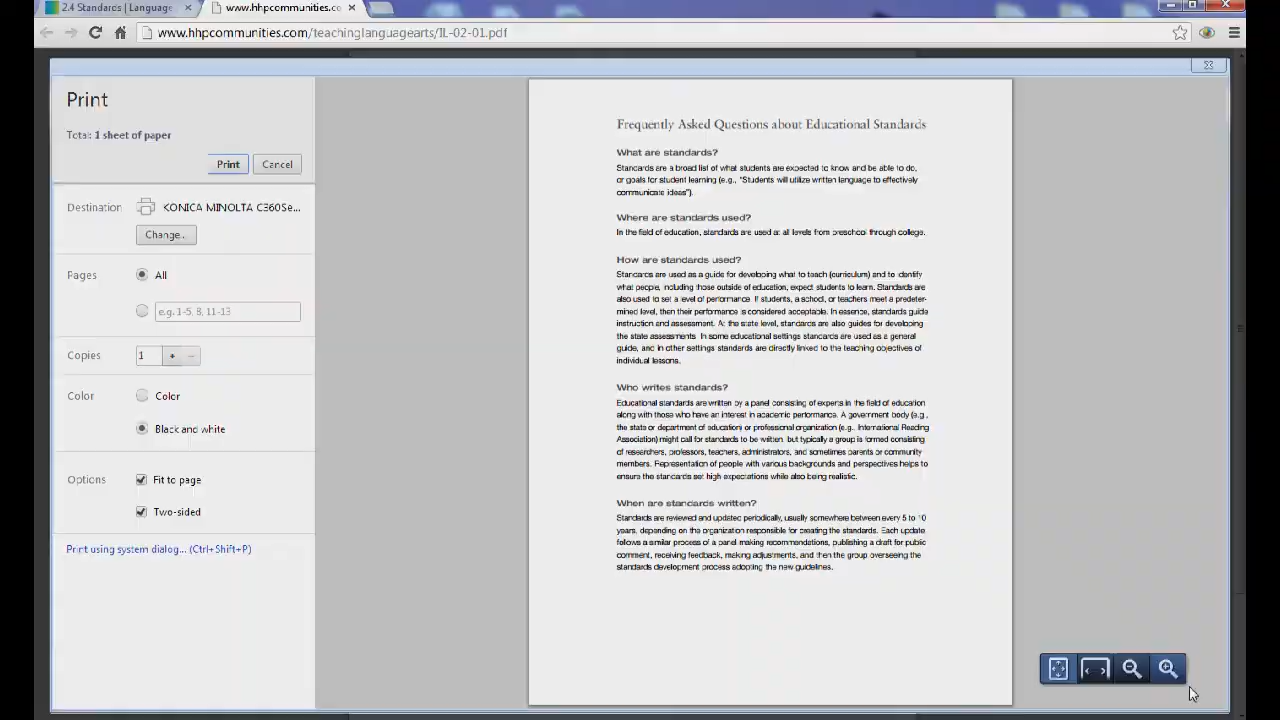 2.4 Standards | Language
www.hhpcommunities.co
www.hhpcommunities.com/teachinglanguagearts/IL-02-01.pdf
Print
Total: 1 sheet of paper
Print Cancel
Destination KONICA MINOLTA C360Se...
Change...
Pages All
e.g. 1-5, 8, 11-13
Copies 1 + -
Color Color
Black and white
Options Fit to page
Two-sided
Print using system dialog... (Ctrl+Shift+P)
Frequently Asked Questions about Educational Standards
What are standards?
Standards are a broad list of what students are expected to know and be able to do,
or goals for student learning (e.g., "Students will utilize written language to effectively
communicate ideas").
Where are standards used?
In the field of education, standards are used at all levels from preschool through college.
How are standards used?
Standards are used as a guide for developing what to teach (curriculum) and to identify
what people, including those outside of education, expect students to learn. Standards are
also used to set a level of performance. If students, a school, or teachers meet a predeter-
mined level, then their performance is considered acceptable. In essence, standards guide
instruction and assessment. At the state level, standards are also guides for developing
the state assessments. In some educational settings standards are used as a general
guide, and in other settings standards are directly linked to the teaching objectives of
individual lessons.
Who writes standards?
Educational standards are written by a panel consisting of experts in the field of education
along with those who have an interest in academic performance. A government body (e.g.,
the state or department of education) or professional organization (e.g., International Reading
Association) might call for standards to be written, but typically a group is formed consisting
of researchers, professors, teachers, administrators, and sometimes parents or community
members. Representation of people with various backgrounds and perspectives helps to
ensure the standards set high expectations while also being realistic.
When are standards written?
Standards are reviewed and updated periodically, usually somewhere between every 5 to 10
years, depending on the organization responsible for creating the standards. Each update
follows a similar process of a panel making recommendations, publishing a draft for public
comment, receiving feedback, making adjustments, and then the group overseeing the
standards development process adopting the new guidelines.